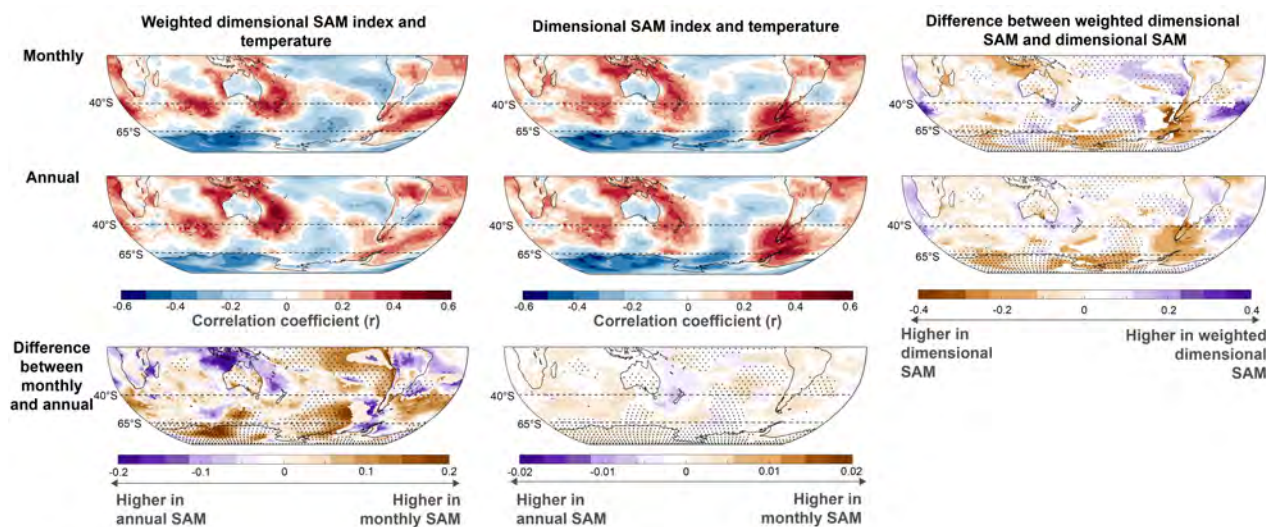 Weighted dimensional SAM index and
temperature
Dimensional SAM index and temperature
Difference between weighted dimensional
SAM and dimensional SAM
Monthly
40°S
65°S
40°S
65°S
40°S
65°S
Annual
40°S
65°S
40°S
65°S
40°S
65°S
-0.6 -0.4 -0.2 0 0.2 0.4 0.6
Correlation coefficient (r)
-0.6 -0.4 -0.2 0 0.2 0.4 0.6
Correlation coefficient (r)
-0.4 -0.2 0 0.2 0.4
Higher in
dimensional
SAM
Higher in weighted
dimensional
SAM
Difference
between
monthly
and annual
40°S
65°S
40°S
65°S
-0.2 -0.1 0 0.1 0.2
Higher in
annual SAM
Higher in
monthly SAM
-0.02 -0.01 0 0.01 0.02
Higher in
annual SAM
Higher in
monthly SAM